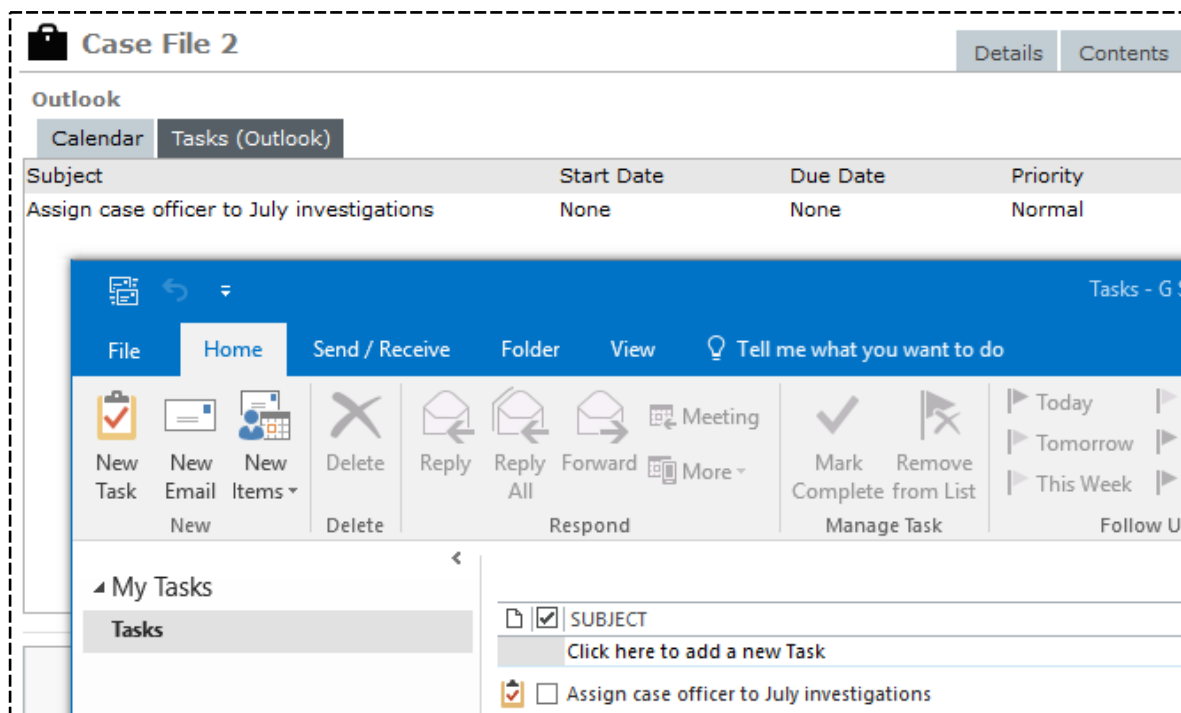 Case File 2
Details Contents
Outlook
Calendar Tasks (Outlook)
Subject Start Date Due Date Priority
Assign case officer to July investigations None None Normal
Tasks - G
File Home Send / Receive Folder View Tell me what you want to do
New Task
New Email
New Items
Delete
Reply
Reply All
Forward
Meeting
More
Mark Complete
Remove from List
Today
Tomorrow
This Week
New Delete Respond Manage Task Follow U
My Tasks
Tasks
SUBJECT
Click here to add a new Task
Assign case officer to July investigations